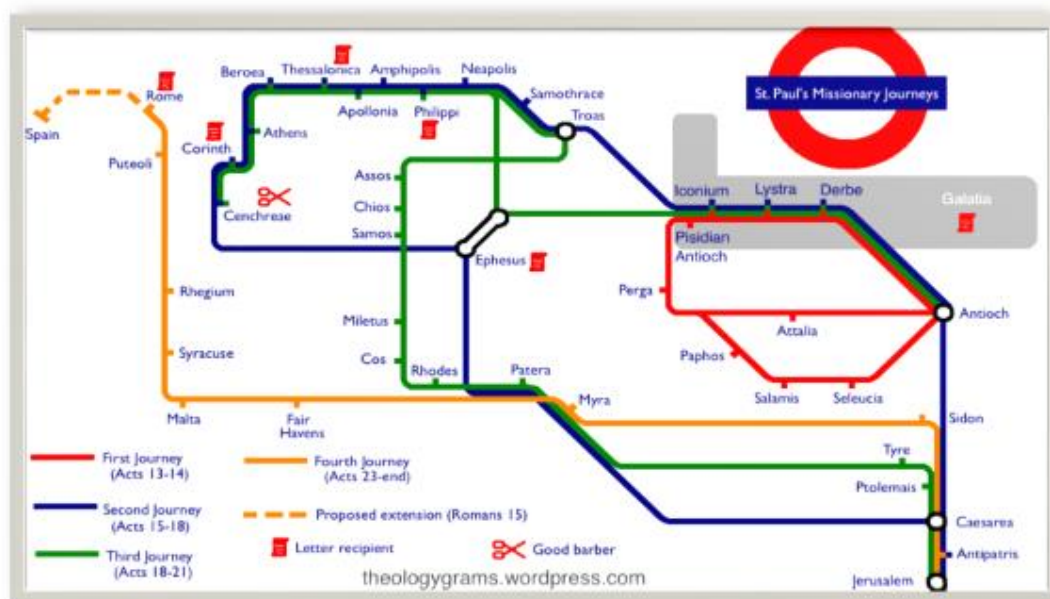 St. Paul's Missionary Journeys
Beroea
Thessalonica
Amphipolis
Neapolis
Samothrace
Troas
Rome
Spain
Puteoli
Corinth
Athens
Apollonia
Philippi
Cenchreae
Assos
Chios
Samos
Ephesus
Iconium
Lystra
Derbe
Galatia
Pisidian
Antioch
Perga
Attalia
Antioch
Paphos
Salamis
Seleucia
Rhegium
Syracuse
Miletus
Cos
Rhodes
Patera
Malta
Fair
Havens
Myra
Sidon
Tyre
Ptolemais
Caesarea
Antipatris
Jerusalem
First Journey
(Acts 13-14)
Second Journey
(Acts 15-18)
Third Journey
(Acts 18-21)
Fourth Journey
(Acts 23-end)
Proposed extension (Romans 15)
Letter recipient
Good barber
theologygrams.wordpress.com